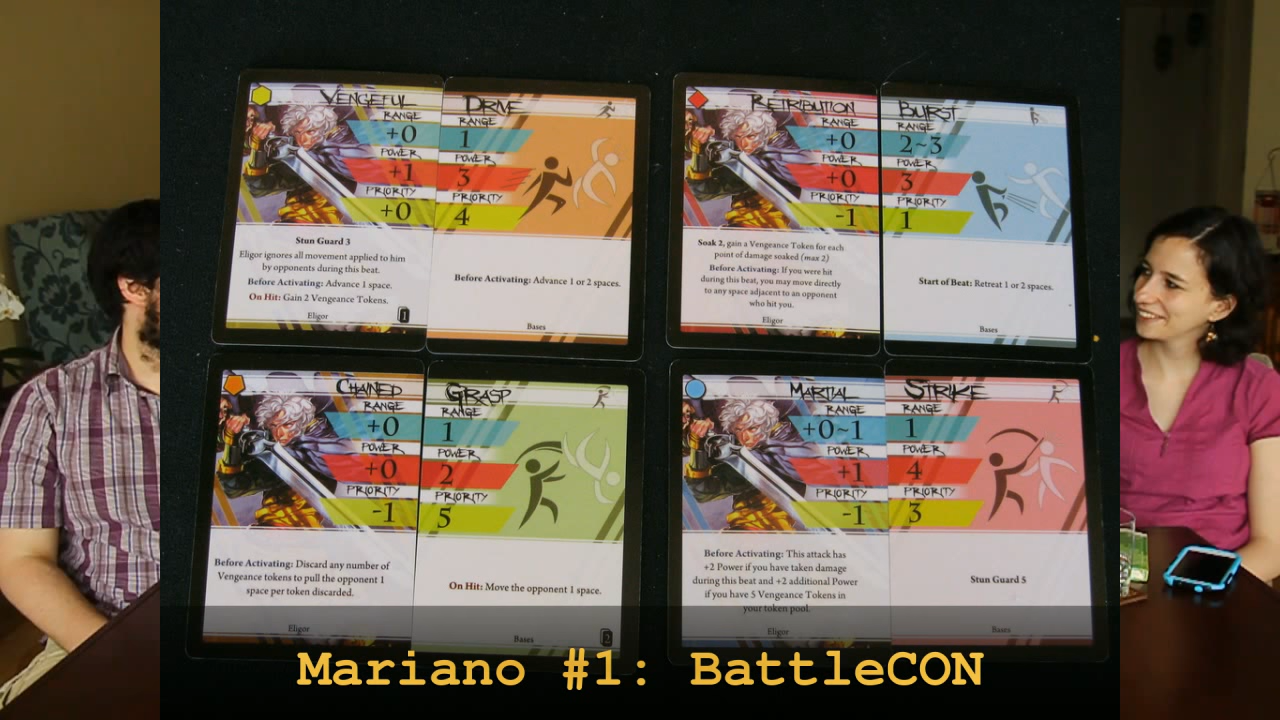 VENGEFUL
RANGE
+0
POWER
+1
PRIORITY
+0
Stun Guard 3
Eligor ignores all movement applied to him
by opponents during this beat.
Before Activating: Advance 1 space.
On Hit: Gain 2 Vengeance Tokens.
Eligor
1
DRIVE
RANGE
1
POWER
3
PRIORITY
4
Before Activating: Advance 1 or 2 spaces.
Bases
RETRIBUTION
RANGE
+0
POWER
+0
PRIORITY
-1
Soak 2, gain a Vengeance Token for each
point of damage soaked (max 2)
Before Activating: If you were hit
during this beat, you may move directly
to any space adjacent to an opponent
who hit you.
Eligor
BURST
RANGE
2~3
POWER
3
PRIORITY
1
Start of Beat: Retreat 1 or 2 spaces.
Bases
CHAINED
RANGE
+0
POWER
+0
PRIORITY
-1
Before Activating: Discard any number of
Vengeance tokens to pull the opponent 1
space per token discarded.
Eligor
GRASP
RANGE
1
POWER
2
PRIORITY
5
On Hit: Move the opponent 1 space.
Bases
2
MARTIAL
RANGE
+0~1
POWER
+1
PRIORITY
-1
Before Activating: This attack has
+2 Power if you have taken damage
during this beat and +2 additional Power
if you have 5 Vengeance Tokens in
your token pool.
Eligor
STRIKE
RANGE
1
POWER
4
PRIORITY
3
Stun Guard 5
Bases
Mariano #1: BattleCON